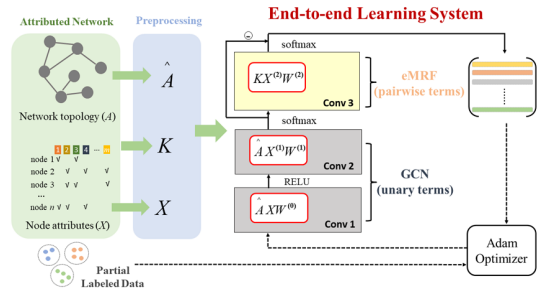 Attributed Network
Preprocessing
End-to-end Learning System
Network topology (A)
1 2 3 4 ... m
node 1 √ √
node 2 √ √ √
node 3 √ √
...
node n √ √ √
Node attributes (X)
Partial
Labeled Data
Â
K
X
-
softmax
KX⁽²⁾W⁽²⁾
Conv 3
softmax
ÂX⁽¹⁾W⁽¹⁾
Conv 2
RELU
ÂXW⁽⁰⁾
Conv 1
eMRF
(pairwise terms)
GCN
(unary terms)
......
Adam
Optimizer